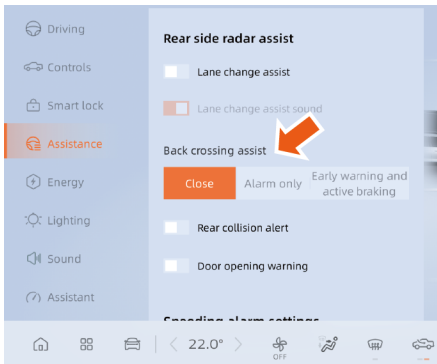 Driving
Controls
Smart lock
Assistance
Energy
Lighting
Sound
Assistant
Rear side radar assist
Lane change assist
Lane change assist sound
Back crossing assist
Close
Alarm only
Early warning and
active braking
Rear collision alert
Door opening warning
Speeding alarm settings
22.0°
OFF